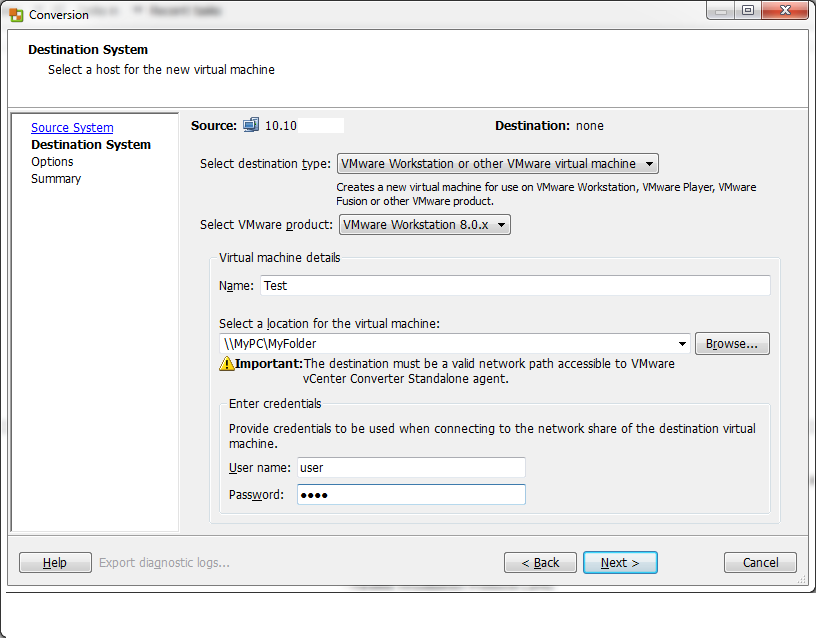 Conversion
Destination System
Select a host for the new virtual machine
Source System
Destination System
Options
Summary
Source: 10.10
Destination: none
Select destination type: VMware Workstation or other VMware virtual machine
Creates a new virtual machine for use on VMware Workstation, VMware Player, VMware
Fusion or other VMware product.
Select VMware product: VMware Workstation 8.0.x
Virtual machine details
Name: Test
Select a location for the virtual machine:
\\MyPC\MyFolder
Browse...
Important: The destination must be a valid network path accessible to VMware
vCenter Converter Standalone agent.
Enter credentials
Provide credentials to be used when connecting to the network share of the destination virtual
machine.
User name: user
Password: ●●●●
Help
Export diagnostic logs...
< Back
Next >
Cancel